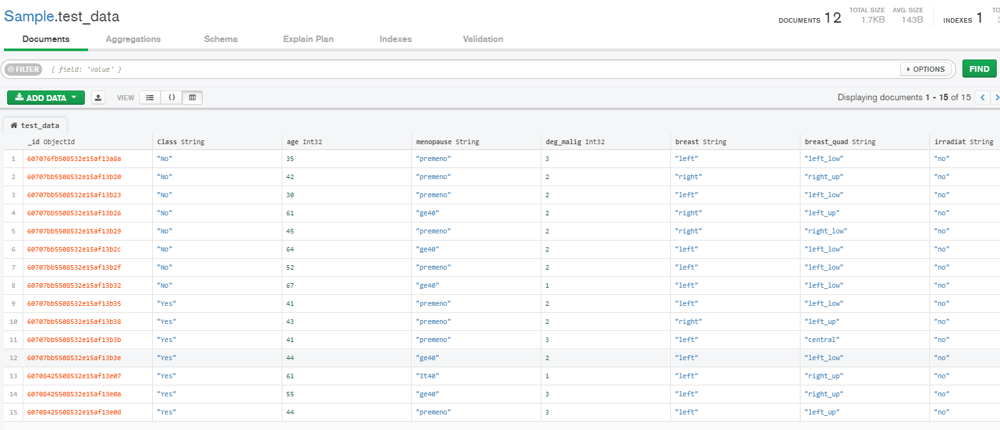 Sample.test_data
DOCUMENTS 12 TOTAL SIZE 1.7KB AVG. SIZE 143B INDEXES 1
Documents Aggregations Schema Explain Plan Indexes Validation
FILTER { field: 'value' } OPTIONS FIND
ADD DATA VIEW {} Displaying documents 1 - 15 of 15
test_data
_id ObjectId Class String age Int32 menopause String deg_malig Int32 breast String breast_quad String irradiat String
1 607076fb508532e15af13a8a "No" 35 "premeno" 3 "left" "left_low" "no"
2 60707bb5508532e15af13b20 "No" 42 "premeno" 2 "right" "right_up" "no"
3 60707bb5508532e15af13b23 "No" 30 "premeno" 2 "left" "left_low" "no"
4 60707bb5508532e15af13b26 "No" 61 "ge40" 2 "right" "left_up" "no"
5 60707bb5508532e15af13b29 "No" 45 "premeno" 2 "right" "right_low" "no"
6 60707bb5508532e15af13b2c "No" 64 "ge40" 2 "left" "left_low" "no"
7 60707bb5508532e15af13b2f "No" 52 "premeno" 2 "left" "left_low" "no"
8 60707bb5508532e15af13b32 "No" 67 "ge40" 1 "left" "left_low" "no"
9 60707bb5508532e15af13b35 "Yes" 41 "premeno" 2 "left" "left_low" "no"
10 60707bb5508532e15af13b38 "Yes" 43 "premeno" 2 "right" "left_up" "no"
11 60707bb5508532e15af13b3b "Yes" 41 "premeno" 3 "left" "central" "no"
12 60707bb5508532e15af13b3e "Yes" 44 "ge40" 2 "left" "left_low" "no"
13 60708425508532e15af13e07 "Yes" 61 "It40" 1 "left" "right_up" "no"
14 60708425508532e15af13e0a "Yes" 55 "ge40" 3 "left" "right_up" "no"
15 60708425508532e15af13e0d "Yes" 44 "premeno" 3 "left" "left_up" "no"